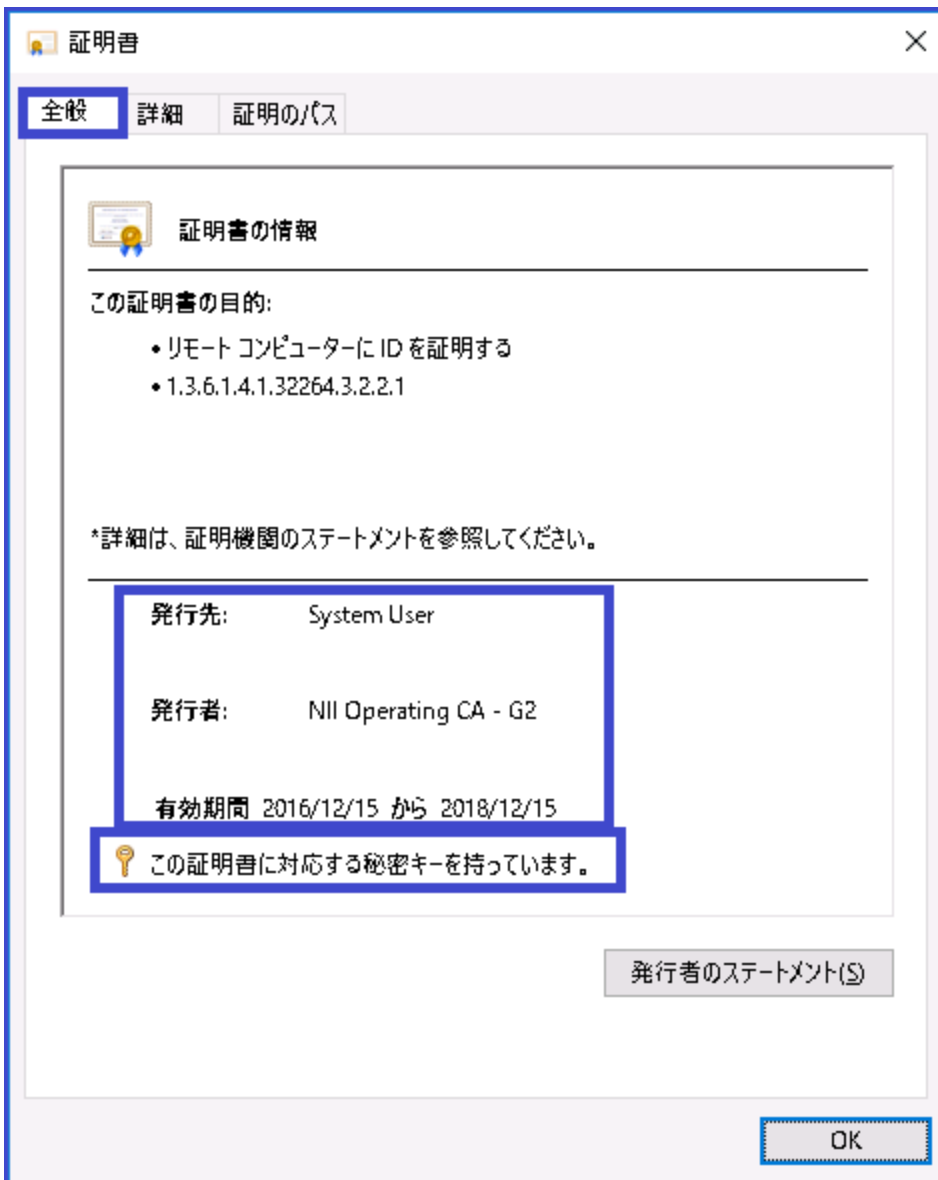 証明書
全般 詳細 証明のパス
証明書の情報
この証明書の目的:
• リモート コンピューターに ID を証明する
• 1.3.6.1.4.1.32264.3.2.2.1
*詳細は、証明機関のステートメントを参照してください。
発行先: System User
発行者: NII Operating CA - G2
有効期間 2016/12/15 から 2018/12/15
この証明書に対応する秘密キーを持っています。
発行者のステートメント(S)
OK